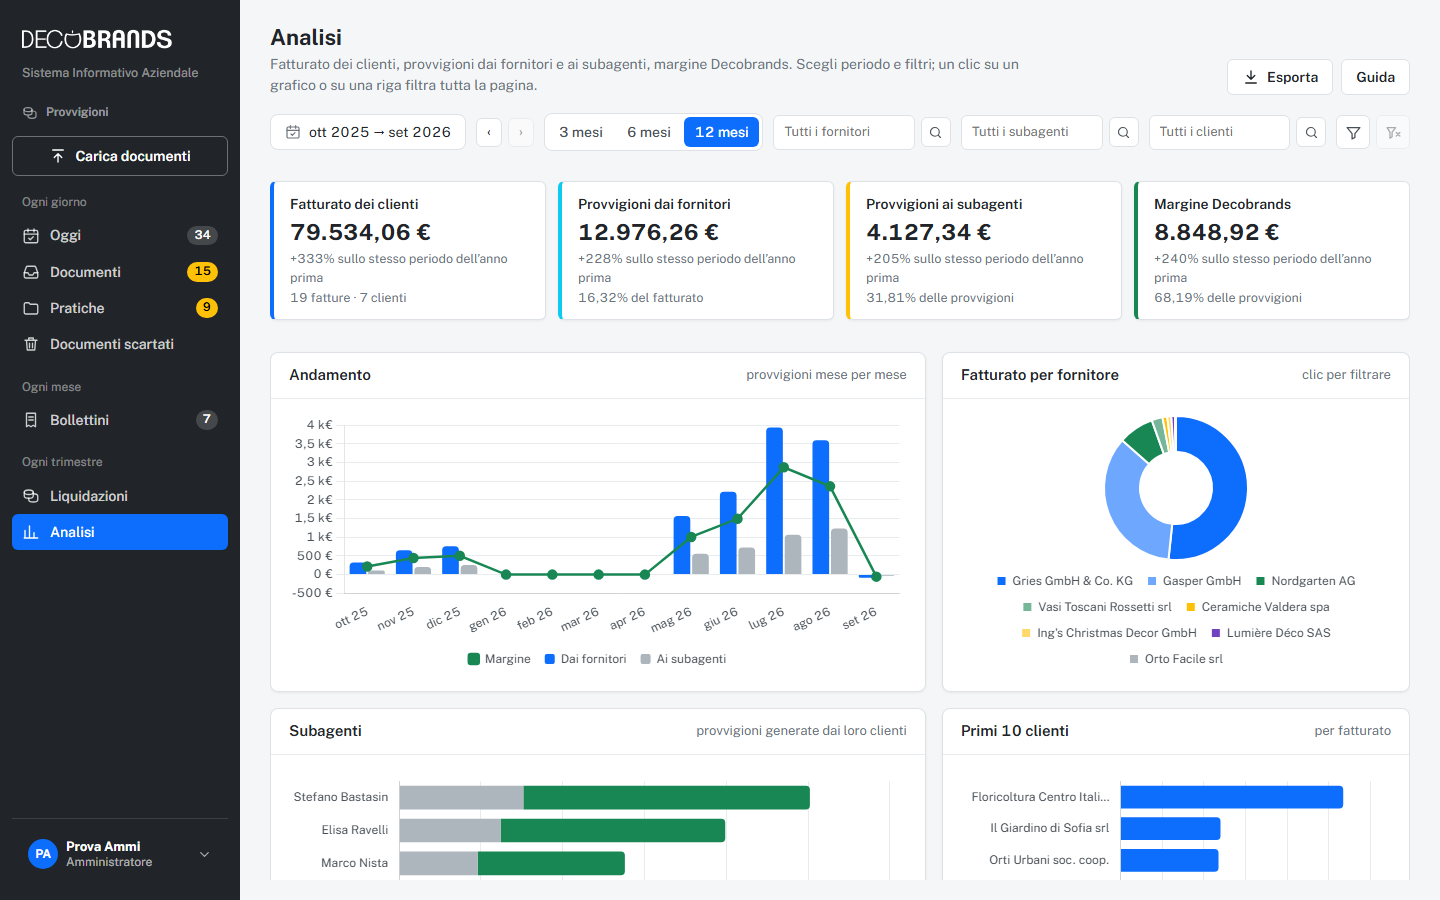 DECOBRANDS
Sistema Informativo Aziendale
Provvigioni
Carica documenti
Ogni giorno
Oggi 34
Documenti 15
Pratiche 9
Documenti scartati
Ogni mese
Bollettini 7
Ogni trimestre
Liquidazioni
Analisi
PA
Prova Ammi
Amministratore
Analisi
Fatturato dei clienti, provvigioni dai fornitori e ai subagenti, margine Decobrands. Scegli periodo e filtri; un clic su un
grafico o su una riga filtra tutta la pagina.
Esporta
Guida
ott 2025 → set 2026
‹
›
3 mesi
6 mesi
12 mesi
Tutti i fornitori
Tutti i subagenti
Tutti i clienti
Fatturato dei clienti
79.534,06 €
+333% sullo stesso periodo dell’anno
prima
19 fatture · 7 clienti
Provvigioni dai fornitori
12.976,26 €
+228% sullo stesso periodo dell’anno
prima
16,32% del fatturato
Provvigioni ai subagenti
4.127,34 €
+205% sullo stesso periodo dell’anno
prima
31,81% delle provvigioni
Margine Decobrands
8.848,92 €
+240% sullo stesso periodo dell’anno
prima
68,19% delle provvigioni
Andamento
provvigioni mese per mese
4 k€
3,5 k€
3 k€
2,5 k€
2 k€
1,5 k€
1 k€
500 €
0 €
-500 €
ott 25
nov 25
dic 25
gen 26
feb 26
mar 26
apr 26
mag 26
giu 26
lug 26
ago 26
set 26
Margine
Dai fornitori
Ai subagenti
Fatturato per fornitore
clic per filtrare
Gries GmbH & Co. KG
Gasper GmbH
Nordgarten AG
Vasi Toscani Rossetti srl
Ceramiche Valdera spa
Ing's Christmas Decor GmbH
Lumière Déco SAS
Orto Facile srl
Subagenti
provvigioni generate dai loro clienti
Stefano Bastasin
Elisa Ravelli
Marco Nista
Primi 10 clienti
per fatturato
Floricoltura Centro Itali...
Il Giardino di Sofia srl
Orti Urbani soc. coop.